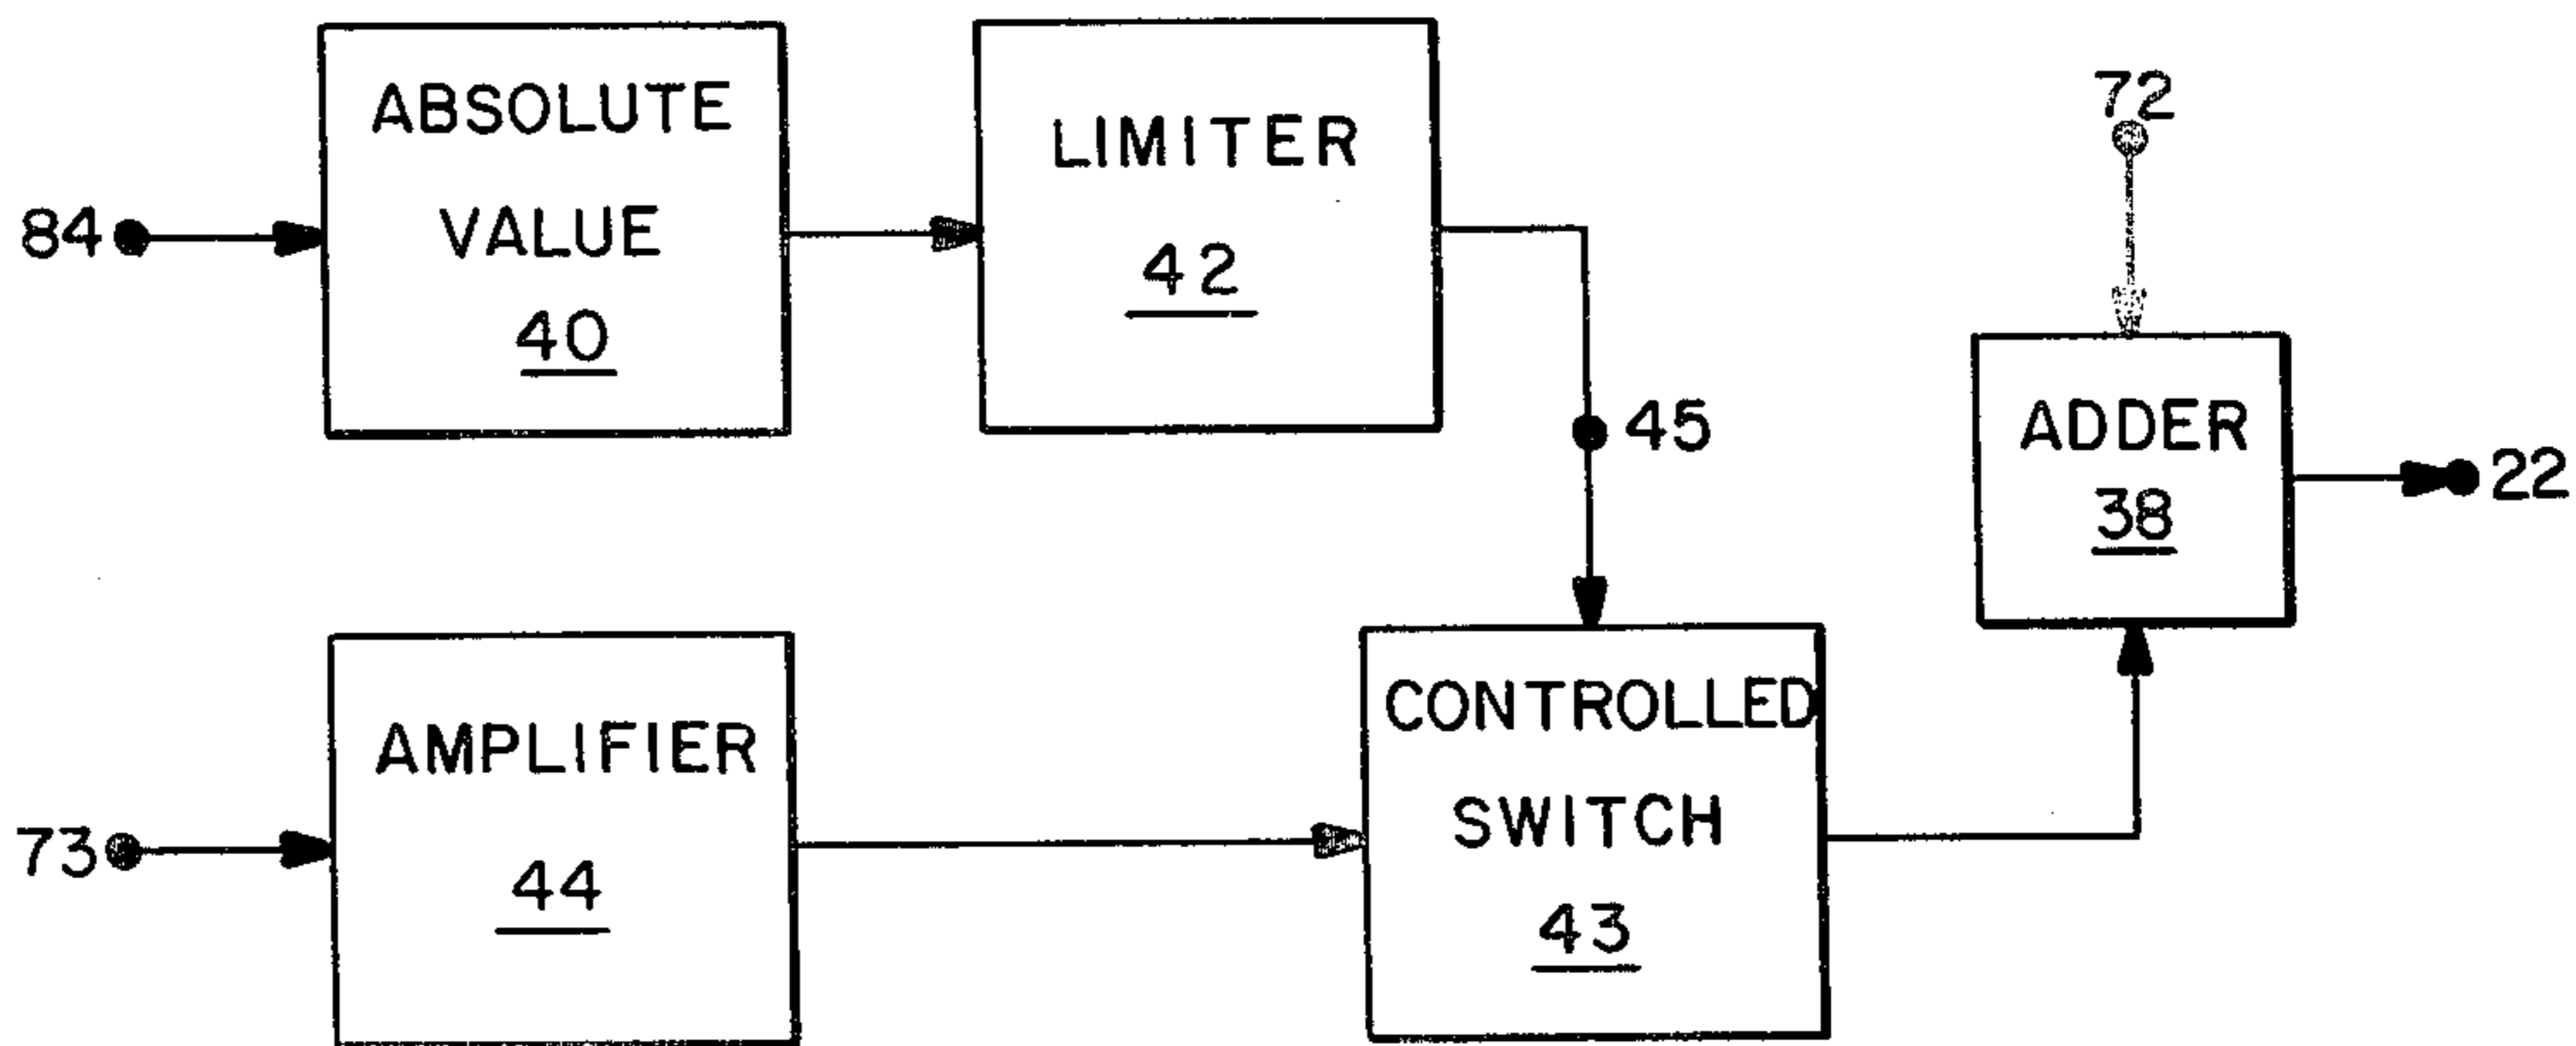 84
ABSOLUTE
VALUE
40
LIMITER
42
45
72
ADDER
38
22
73
AMPLIFIER
44
CONTROLLED
SWITCH
43